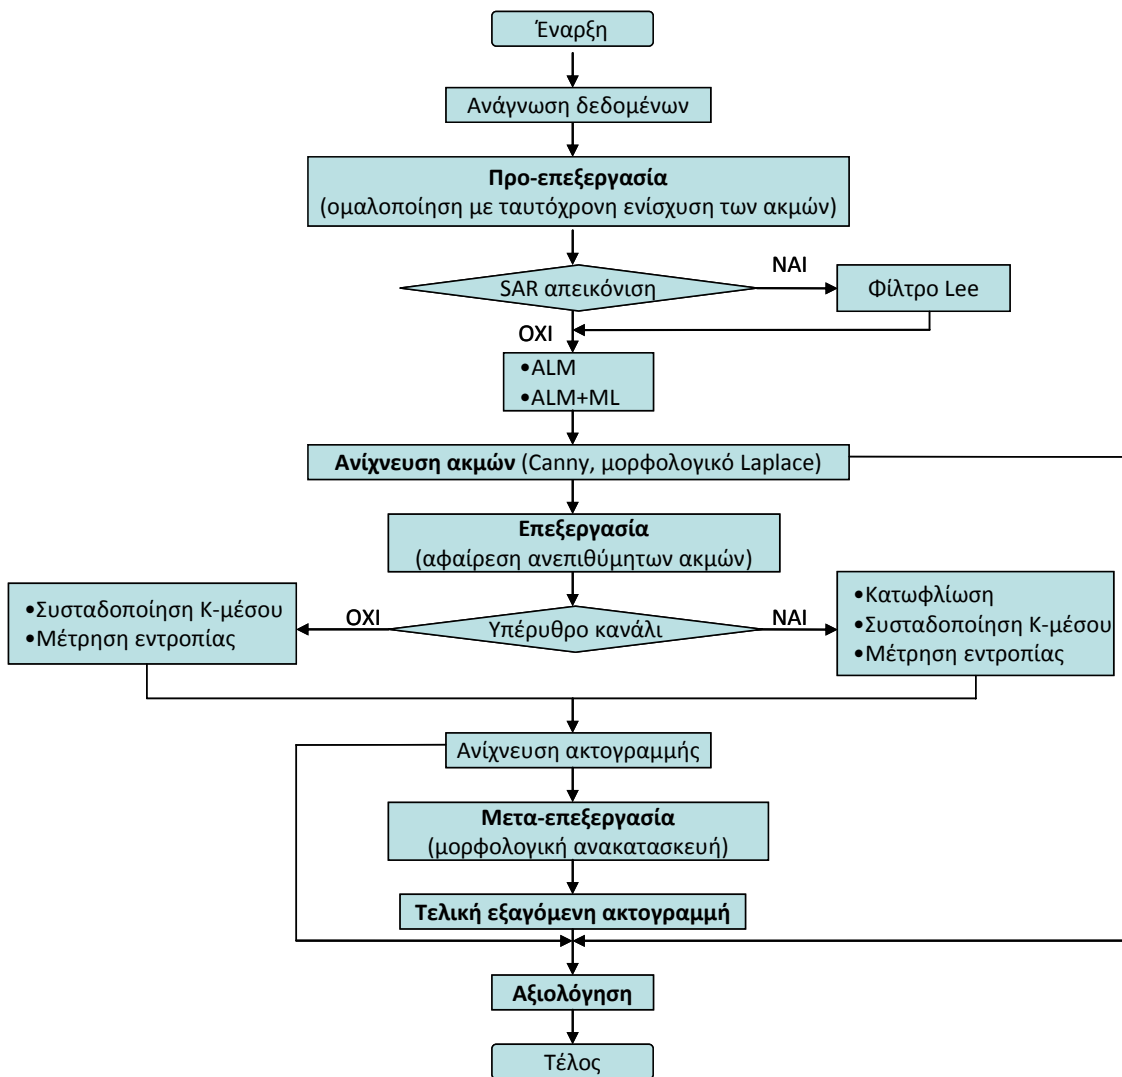 Έναρξη
Ανάγνωση δεδομένων
Προ-επεξεργασία
(ομαλοποίηση με ταυτόχρονη ενίσχυση των ακμών)
SAR απεικόνιση
ΝΑΙ
Φίλτρο Lee
ΟΧΙ
•ALM
•ALM+ML
Ανίχνευση ακμών (Canny, μορφολογικό Laplace)
Επεξεργασία
(αφαίρεση ανεπιθύμητων ακμών)
•Συσταδοποίηση Κ-μέσου
•Μέτρηση εντροπίας
ΟΧΙ
Υπέρυθρο κανάλι
ΝΑΙ
•Κατωφλίωση
•Συσταδοποίηση Κ-μέσου
•Μέτρηση εντροπίας
Ανίχνευση ακτογραμμής
Μετα-επεξεργασία
(μορφολογική ανακατασκευή)
Τελική εξαγόμενη ακτογραμμή
Αξιολόγηση
Τέλος